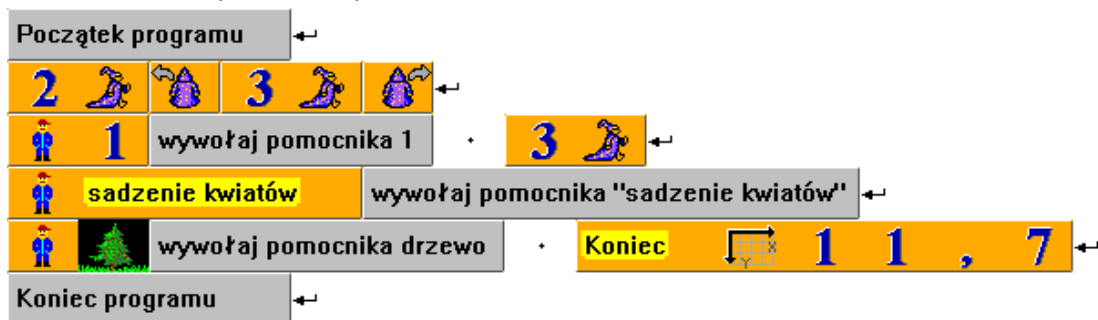 Początek programu
2 3
1 wywołaj pomocnika 1 · 3
sadzenie kwiatów wywołaj pomocnika "sadzenie kwiatów"
wywołaj pomocnika drzewo · Koniec X Y 1 1 , 7
Koniec programu